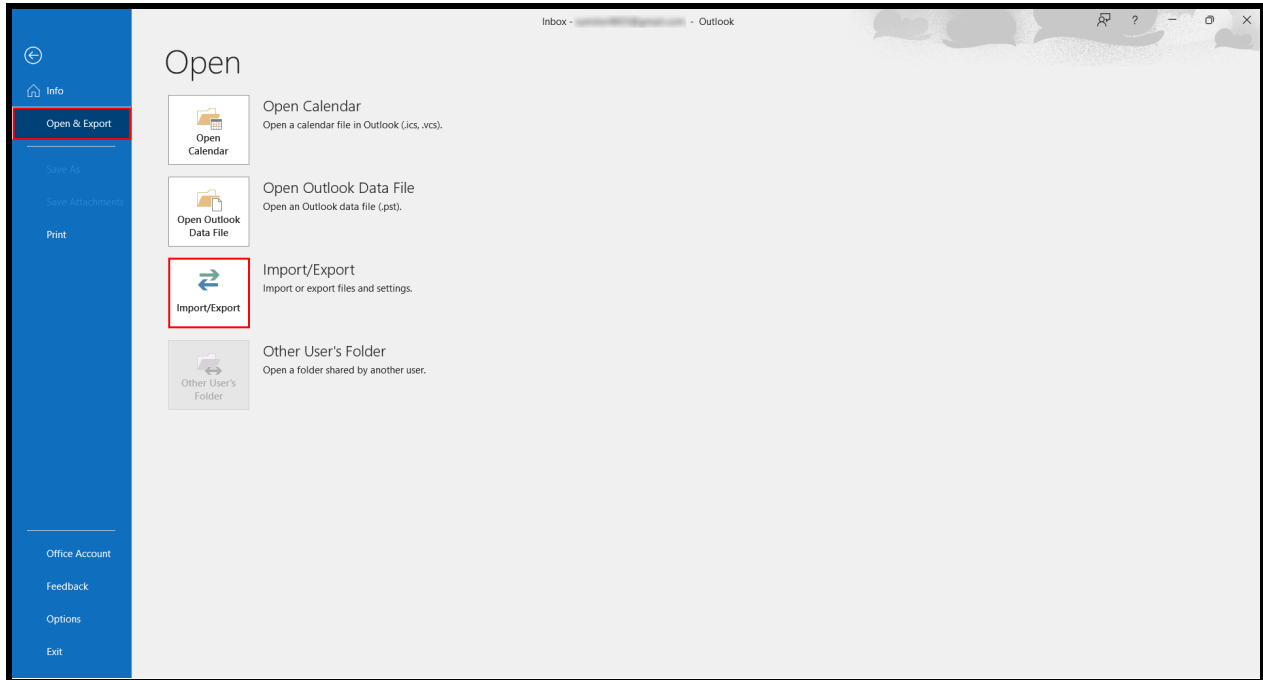 Inbox - - Outlook
?
Info
Open & Export
Save As
Save Attachments
Print
Office Account
Feedback
Options
Exit
Open
Open
Calendar
Open Calendar
Open a calendar file in Outlook (.ics, .vcs).
Open Outlook
Data File
Open Outlook Data File
Open an Outlook data file (.pst).
Import/Export
Import/Export
Import or export files and settings.
Other User's
Folder
Other User's Folder
Open a folder shared by another user.